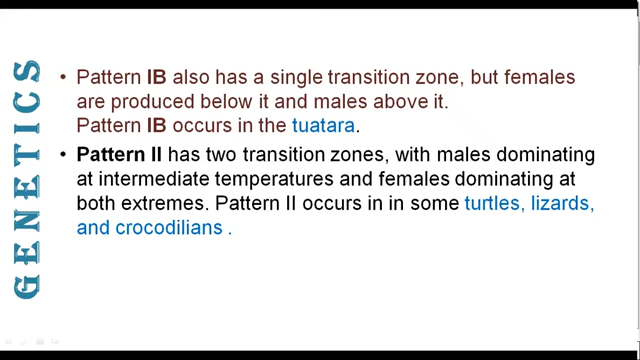 GENETICS
• Pattern IB also has a single transition zone, but females
are produced below it and males above it.
Pattern IB occurs in the tuatara.
• Pattern II has two transition zones, with males dominating
at intermediate temperatures and females dominating at
both extremes. Pattern II occurs in in some turtles, lizards,
and crocodilians .